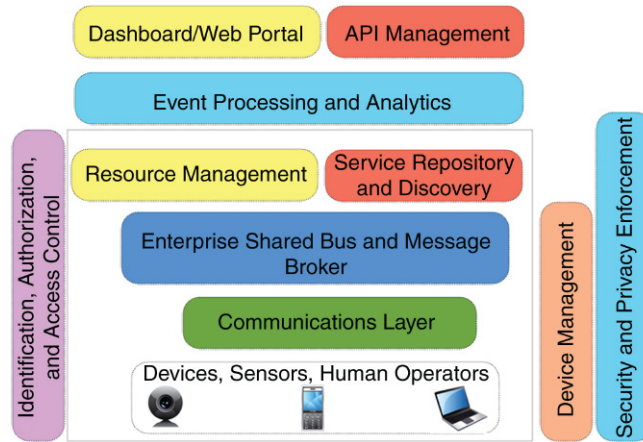 Dashboard/Web Portal
API Management
Event Processing and Analytics
Identification, Authorization,
and Access Control
Resource Management
Service Repository
and Discovery
Enterprise Shared Bus and Message
Broker
Communications Layer
Devices, Sensors, Human Operators
Device Management
Security and Privacy Enforcement